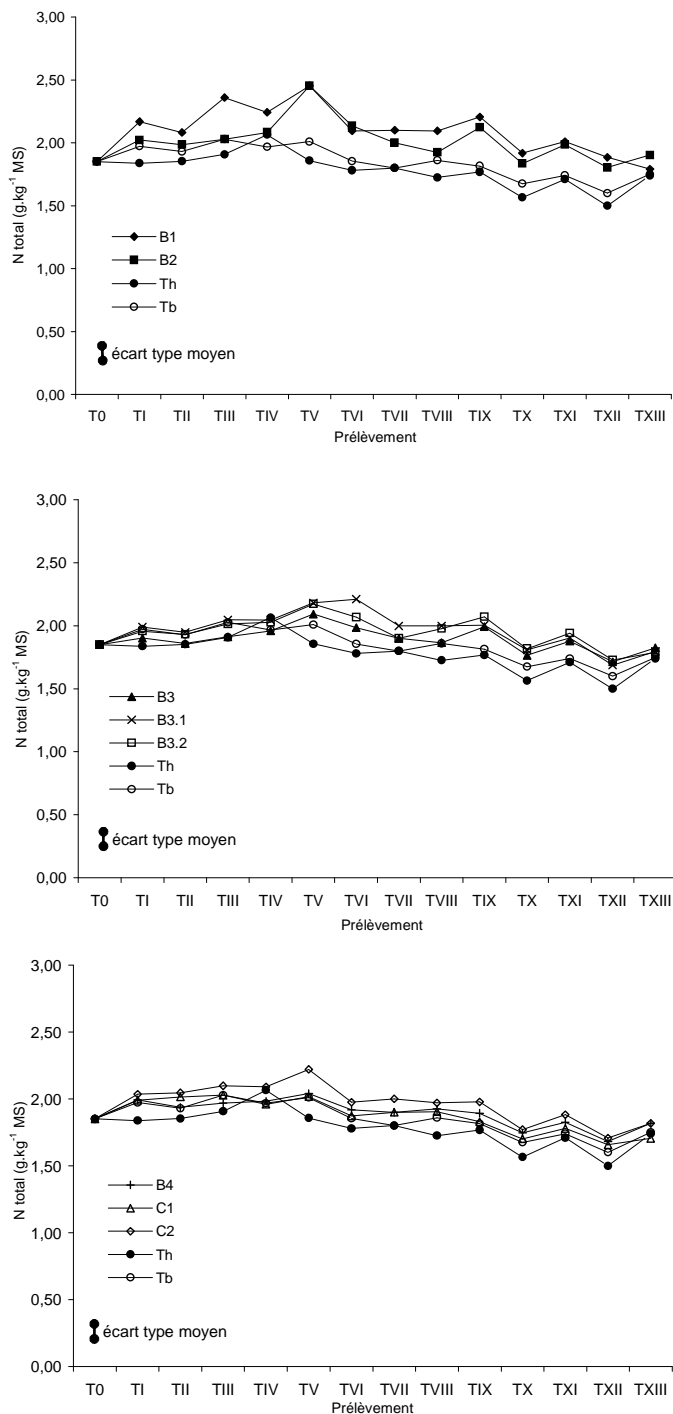 3,00
2,50
2,00
1,50
1,00
0,50
0,00
N total (g.kg-1 MS)
B1
B2
Th
Tb
écart type moyen
T0 TI TII TIII TIV TV TVI TVII TVIII TIX TX TXI TXII TXIII
Prélèvement
3,00
2,50
2,00
1,50
1,00
0,50
0,00
N total (g.kg-1 MS)
B3
B3.1
B3.2
Th
Tb
écart type moyen
T0 TI TII TIII TIV TV TVI TVII TVIII TIX TX TXI TXII TXIII
Prélèvement
3,00
2,50
2,00
1,50
1,00
0,50
0,00
N total (g.kg-1 MS)
B4
C1
C2
Th
Tb
écart type moyen
T0 TI TII TIII TIV TV TVI TVII TVIII TIX TX TXI TXII TXIII
Prélèvement